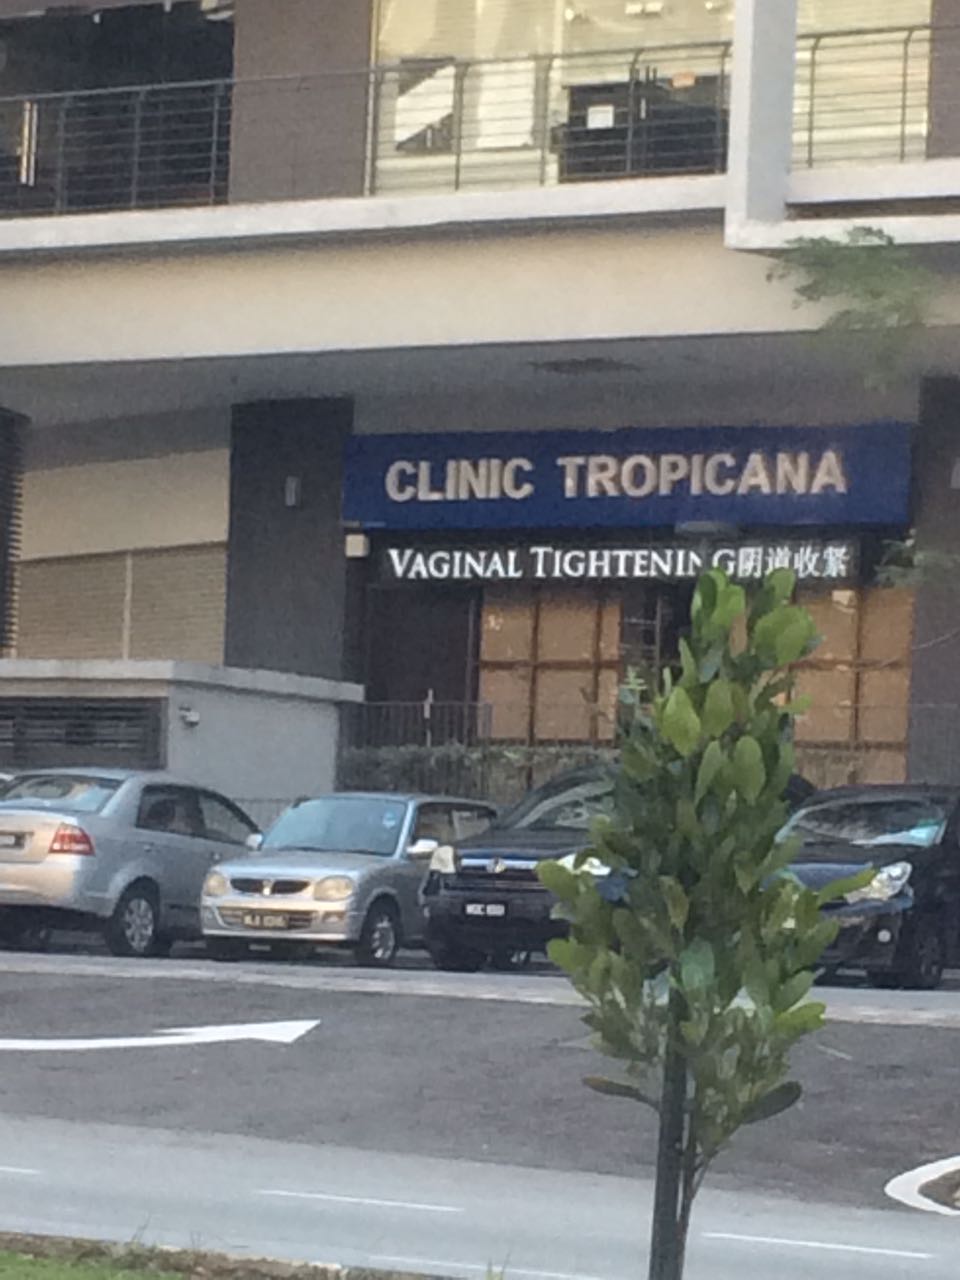 CLINIC TROPICANA
VAGINAL TIGHTENING阴道收紧